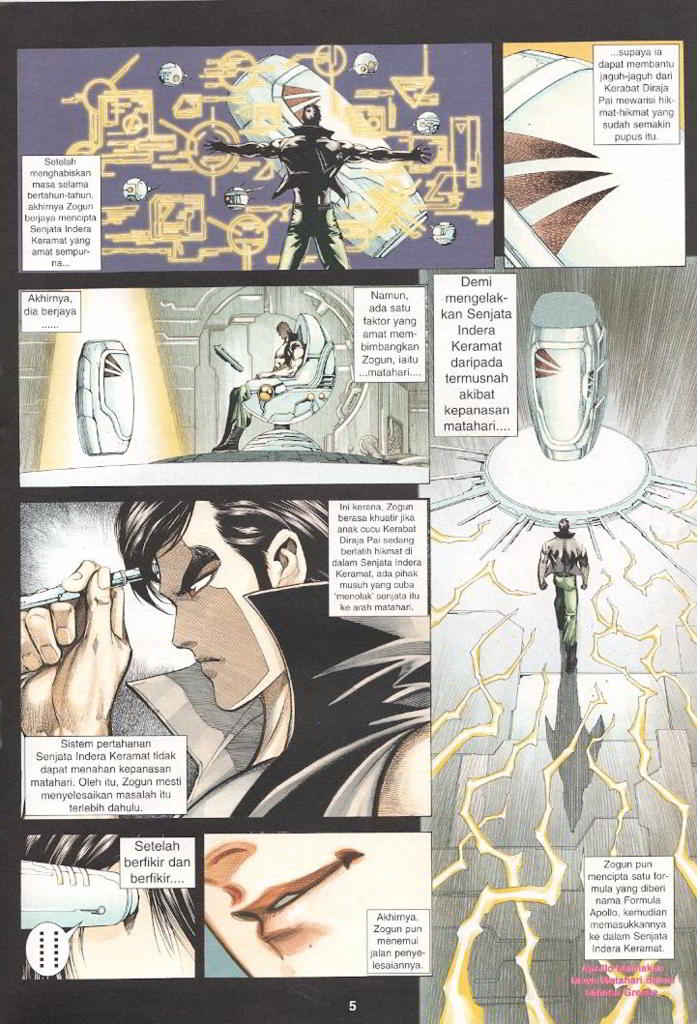 Setelah
menghabiskan
masa selama
bertahun-tahun,
akhirnya Zogun
berjaya mencipta
Senjata Indera
Keramat yang
amat sempur-
na...
...supaya ia
dapat membantu
jaguh-jaguh dari
Kerabat Diraja
Pai mewarisi hik-
mat-hikmat yang
sudah semakin
pupus itu.
Akhirnya,
dia berjaya
......
Namun,
ada satu
faktor yang
amat mem-
bimbangkan
Zogun, iaitu
...matahari....
Demi
mengelak-
kan Senjata
Indera
Keramat
daripada
termusnah
akibat
kepanasan
matahari....
Ini kerana, Zogun
berasa khuatir jika
anak cucu Kerabat
Diraja Pai sedang
berlatih hikmat di
dalam Senjata Indera
Keramat, ada pihak
musuh yang cuba
'menolak' senjata itu
ke arah matahari.
Sistem pertahanan
Senjata Indera Keramat tidak
dapat menahan kepanasan
matahari. Oleh itu, Zogun mesti
menyelesaikan masalah itu
terlebih dahulu.
Setelah
berfikir dan
berfikir....
!!!
Akhirnya,
Zogun pun
menemui
jalan penye-
lesaiannya.
Zogun pun
mencipta satu for-
mula yang diberi
nama Formula
Apollo, kemudian
memasukkannya
ke dalam Senjata
Indera Keramat.
Apollo
Matahari dalam
5